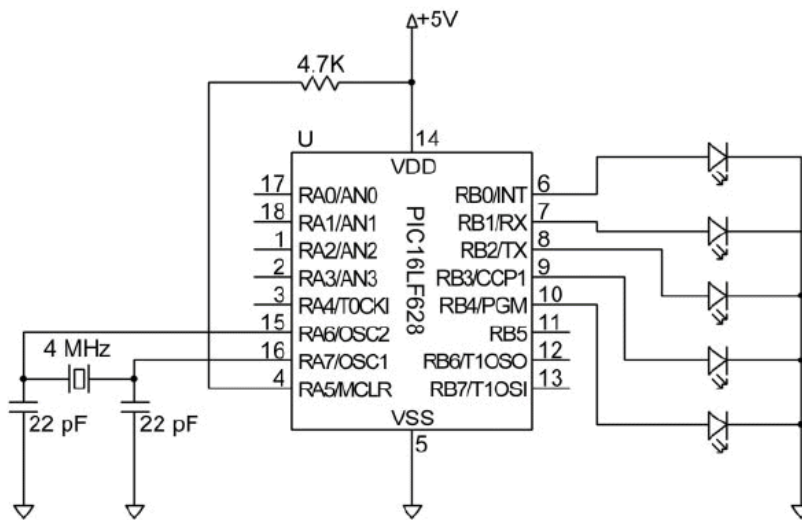 +5V
4.7K
U
14
VDD
PIC16LF628
17 RA0/AN0
18 RA1/AN1
1 RA2/AN2
2 RA3/AN3
3 RA4/T0CKI
15 RA6/OSC2
16 RA7/OSC1
4 RA5/MCLR
RB0/INT 6
RB1/RX 7
RB2/TX 8
RB3/CCP1 9
RB4/PGM 10
RB5 11
RB6/T1OSO 12
RB7/T1OSI 13
VSS
5
4 MHz
22 pF
22 pF